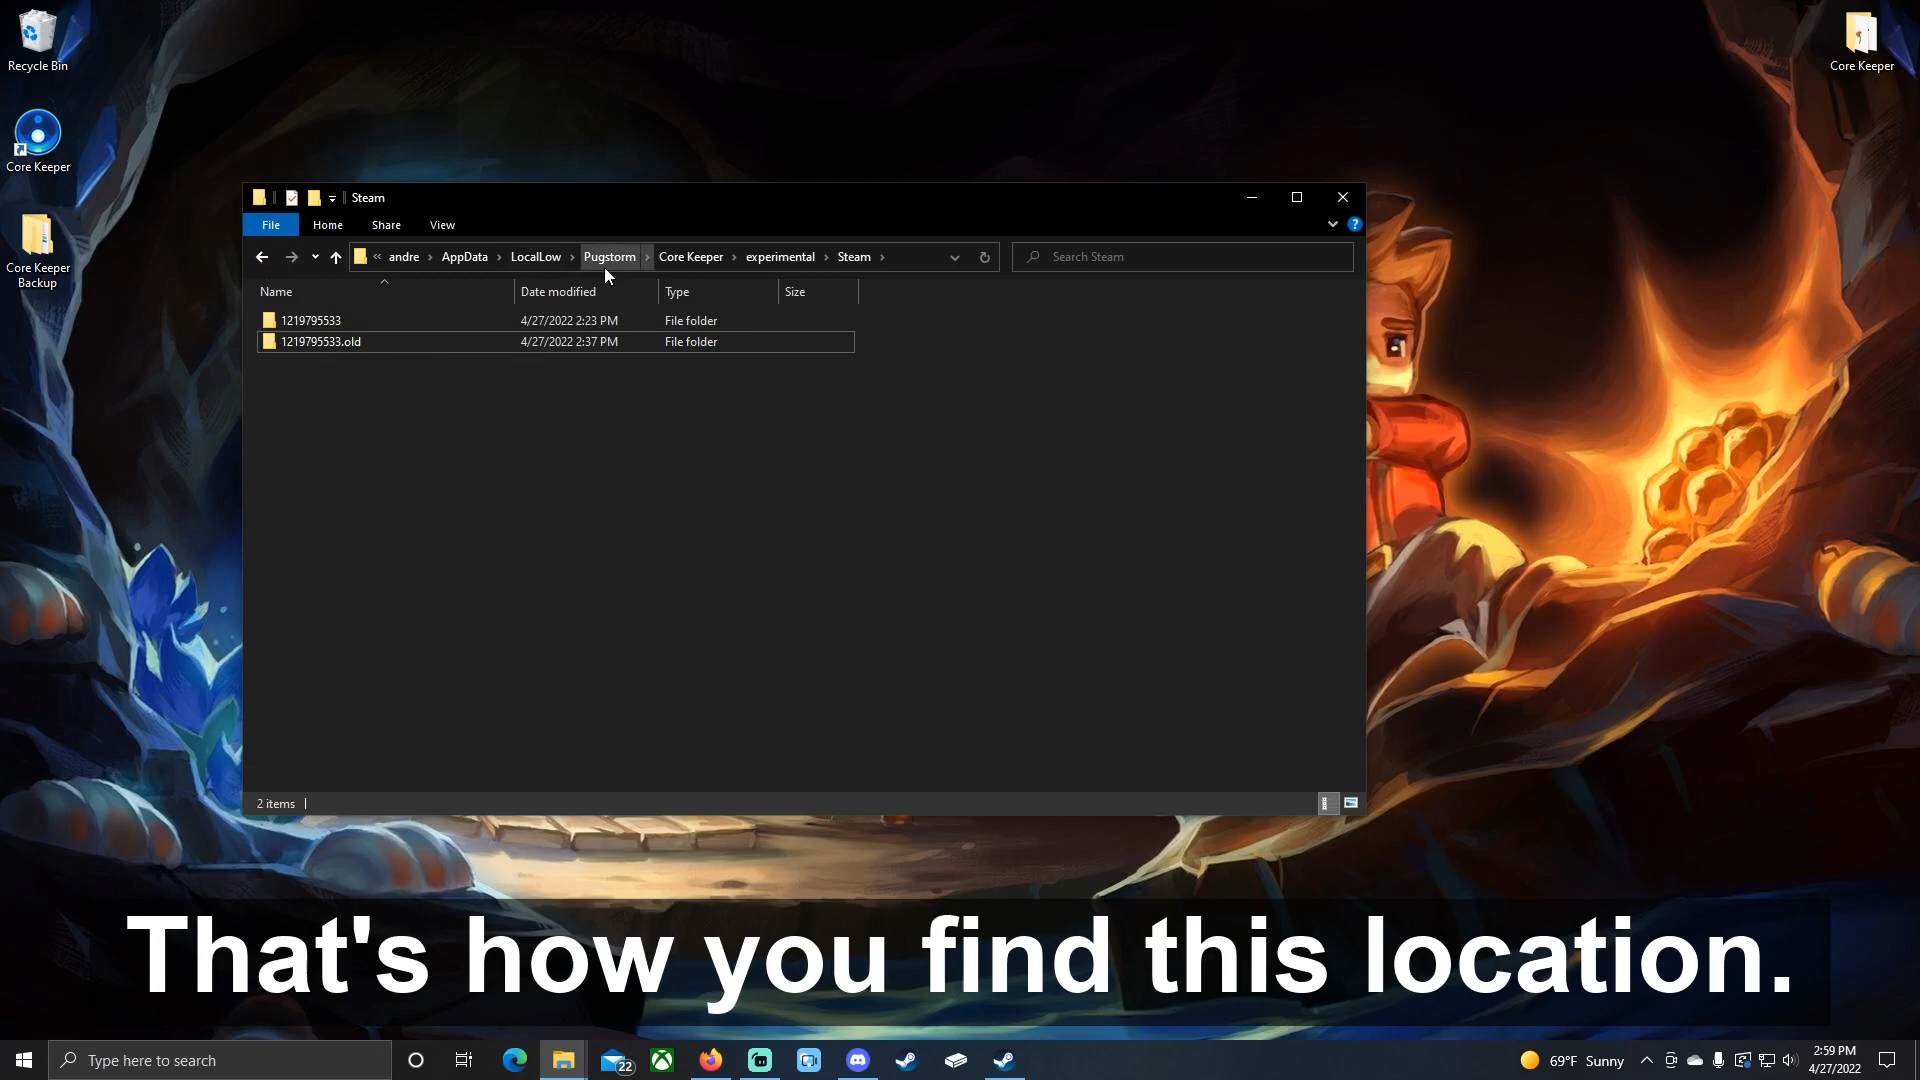 Recycle Bin
Core Keeper
Core Keeper
Core Keeper
Backup
Steam
File Home Share View
« andre › AppData › LocalLow › Pugstorm › Core Keeper › experimental › Steam ›
Search Steam
Name Date modified Type Size
1219795533 4/27/2022 2:23 PM File folder
1219795533.old 4/27/2022 2:37 PM File folder
2 items
That's how you find this location.
Type here to search
22
69°F Sunny
2:59 PM
4/27/2022